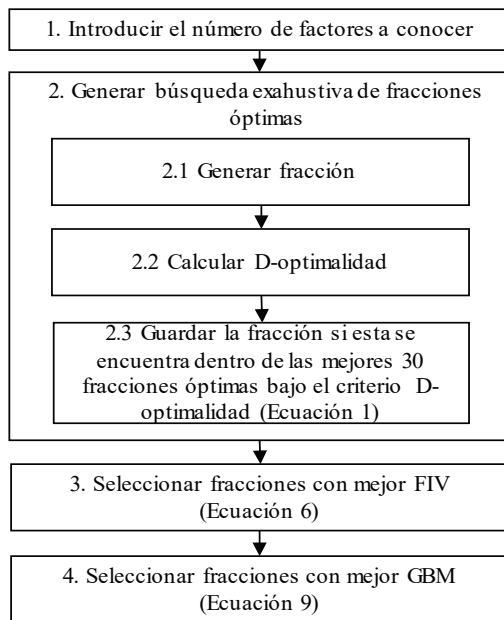 1. Introducir el número de factores a conocer
2. Generar búsqueda exahustiva de fracciones
óptimas
2.1 Generar fracción
2.2 Calcular D-optimalidad
2.3 Guardar la fracción si esta se
encuentra dentro de las mejores 30
fracciones óptimas bajo el criterio D-
optimalidad (Ecuación 1)
3. Seleccionar fracciones con mejor FIV
(Ecuación 6)
4. Seleccionar fracciones con mejor GBM
(Ecuación 9)